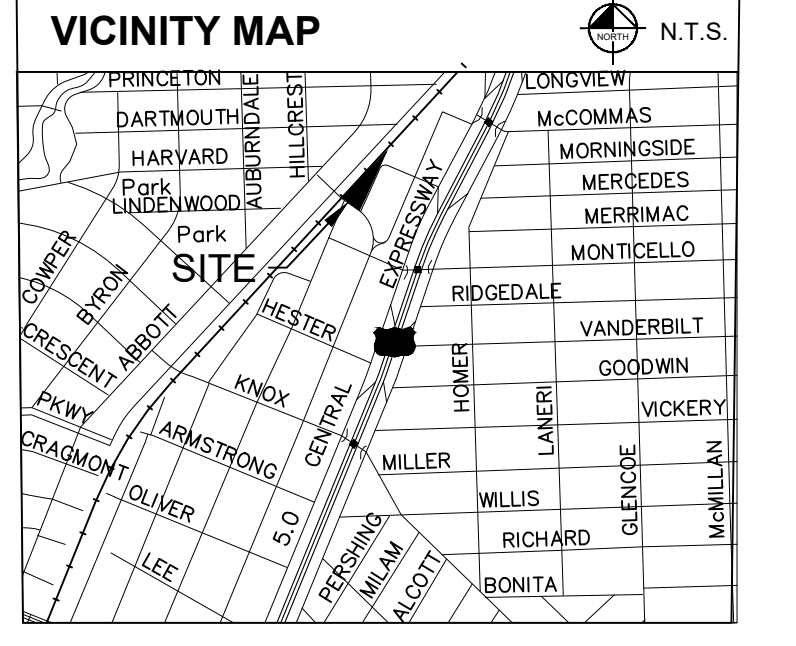 VICINITY MAP
NORTH
N.T.S.
PRINCETON
LONGVIEW
DARTMOUTH
AUBURNDALE
HILLCREST
McCOMMAS
HARVARD
MORNINGSIDE
Park
LINDENWOOD
MERCEDES
EXPRESSWAY
MERRIMAC
Park
COWPER
SITE
MONTICELLO
BYRON
RIDGEDALE
ABBOTT
HESTER
VANDERBILT
CRESCENT
GOODWIN
HOMER
PKWY
KNOX
VICKERY
CENTRAL
LANERI
CRAGMONT
ARMSTRONG
MILLER
GLENCOE
McMILLAN
OLIVER
WILLIS
5.0
RICHARD
LEE
PERSHING
MILAM
ALCOTT
BONITA